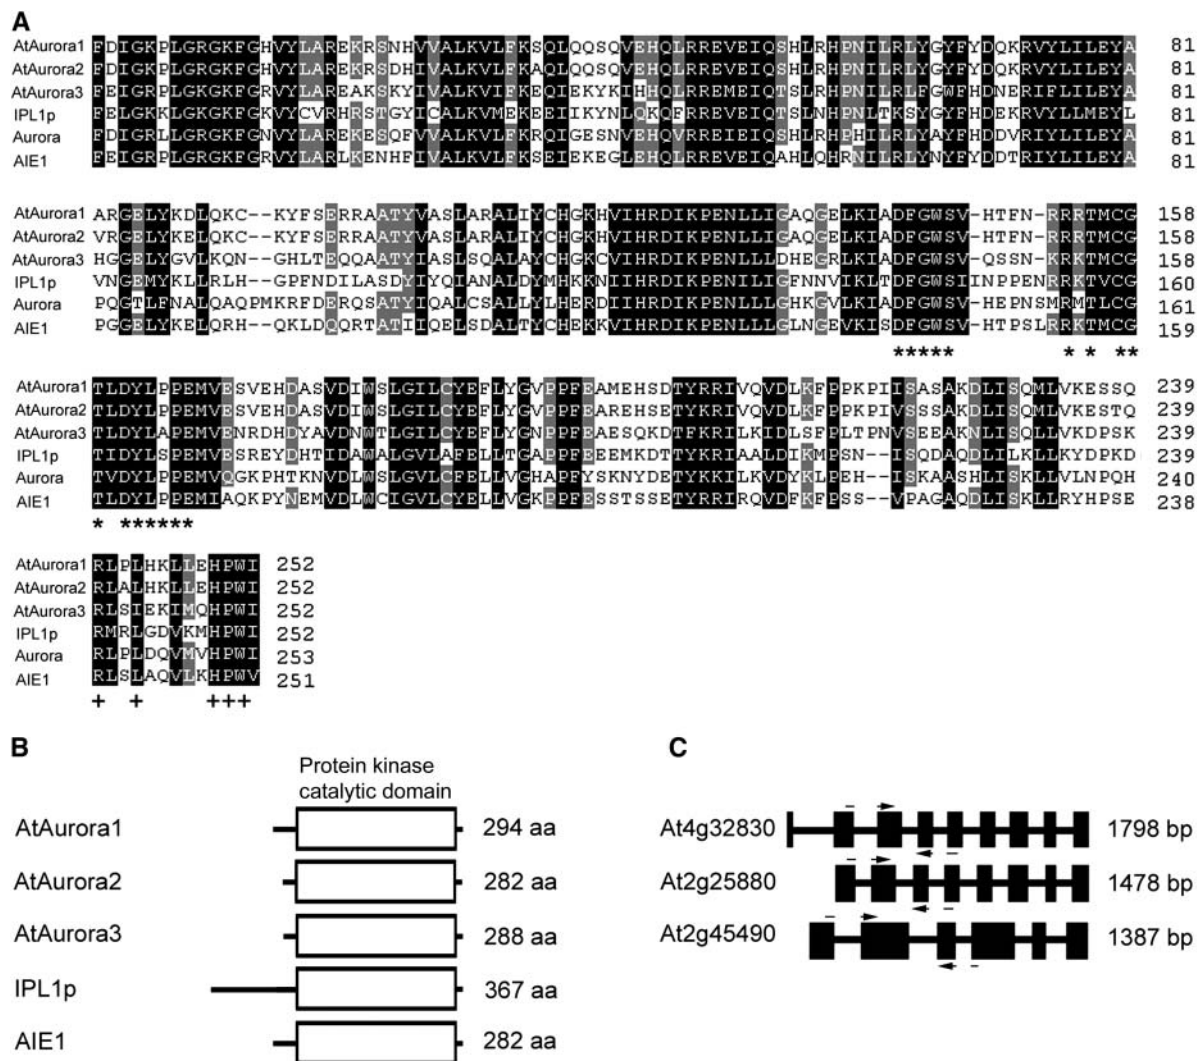 A
AtAurora1 FDIGKPLGRGKFGHVYLAREKRSNHVVALKVLFKSQLQQSQVEHQLRREVEIQSHLRHPNILRLYGYFYDQKRVYLILEYA 81
AtAurora2 FDIGKPLGRGKFGHVYLAREKRSDHIVALKVLFKAQLQQSQVEHQLRREVEIQSHLRHPNILRLYGYFYDQKRVYLILEYA 81
AtAurora3 FEIGRPLGKGKFGRVYLAREAKSKYIVALKVIFKEQIEKYKIHHQLRREMEIQTSLRHPNILRLFGWFHDNERIFLILEYA 81
IPL1p FELGKKLGKGKFGKVYCVRHRSTGYICALKVMEKEEIIKYNLQKQFRREVEIQTSLNHPNLTKSYGYFHDEKRVYLLMEYL 81
Aurora FDIGRLLGRGKFGNVYLAREKESQFVVALKVLFKRQIGESNVEHQVRREIEIQSHLRHPHILRLYAYFHDDVRIYLILEYA 81
AIE1 FEIGRPLGKGKFGRVYLARLKENHFIVALKVLFKSEIEKEGLEHQLRREVEIQAHLQHRNILRLYNYFYDDTRIYLILEYA 81
AtAurora1 ARGELYKDLQKC--KYFSERRAATYVASLARALIYCHGKHVIHRDIKPENLLIGAQGELKIADFGWSV-HTFN-RRRTMCG 158
AtAurora2 VRGELYKELQKC-KYFSERRAATYVASLARALIYCHGKHVIHRDIKPENLLIGAQGELKIADFGWSV-HTFN-RRRTMCG 158
AtAurora3 HGGELYGVLKQN--GHLTEQQAATYIASLSQALAYCHGKCVIHRDIKPENLLLDHEGRLKIADFGWSV-QSSN-KRKTMCG 158
IPL1p VNGEMYKLLRLH-GPFNDILASDYIYQIANALDYMHKKNIIHRDIKPENILIGFNNVIKLTDFGWSIINPPENRRKTVCG 160
Aurora PQGTLFNALQAQPMKRFDERQSATYIQALCSALLYLHERDIIHRDIKPENLLLGHKGVLKIADFGWSV-HEPNSMRMTLCG 161
AIE1 PGGELYKELQRH--QKLDQQRTATIIQELSDALTYCHEKKVIHRDIKPENLLLGLNGEVKISDFGWSV-HTPSLRRKTMCG 159
***** * * **
AtAurora1 TLDYLPPEMVESVEHDASVDIWSLGILCYEFLYGVPPFEAMEHSDTYRRIVQVDLKFPPKPIISASAKDLISQMLVKESSQ 239
AtAurora2 TLDYLPPEMVESVEHDASVDIWSLGILCYEFLYGVPPFEAREHSETYKRIVQVDLKFPPKPIVSSSAKDLISQMLVKESTQ 239
AtAurora3 TLDYLAPEMVENRDHDYAVDNWTLGILCYEFLYGNPPFEAESQKDTFKRILKIDLSFPLTPNVSEEAKNLISQLLVKDPSK 239
IPL1p TIDYLSPEMVESREYDHTIDAWALGVLAFELLTGAPPFEEEMKDTTYKRIAALDIKMPSN--ISQDAQDLILKLLKYDPKD 239
Aurora TVDYLPPEMVQGKPHTKNVDLWSLGVLCFELLVGHAPFYSKNYDETYKKILKVDYKLPEH--ISKAASHLISKLLVLNPQH 240
AIE1 TLDYLPPEMIAQKPYNEMVDLWCIGVLCYELLVGKPPFESSTSSETYRRIRQVDFKFPSS--VPAGAQDLISKLLRYHPSE 238
* ******
AtAurora1 RLPLHKLLEHPWI 252
AtAurora2 RLALHKLLEHPWI 252
AtAurora3 RLSIEKIMQHPWI 252
IPL1p RMRLGDVKMHPWI 252
Aurora RLPLDQVMVHPWI 253
AIE1 RLSLAQVLKHPWV 251
+ + +++
B
Protein kinase
catalytic domain
AtAurora1 294 aa
AtAurora2 282 aa
AtAurora3 288 aa
IPL1p 367 aa
AIE1 282 aa
C
At4g32830 1798 bp
At2g25880 1478 bp
At2g45490 1387 bp